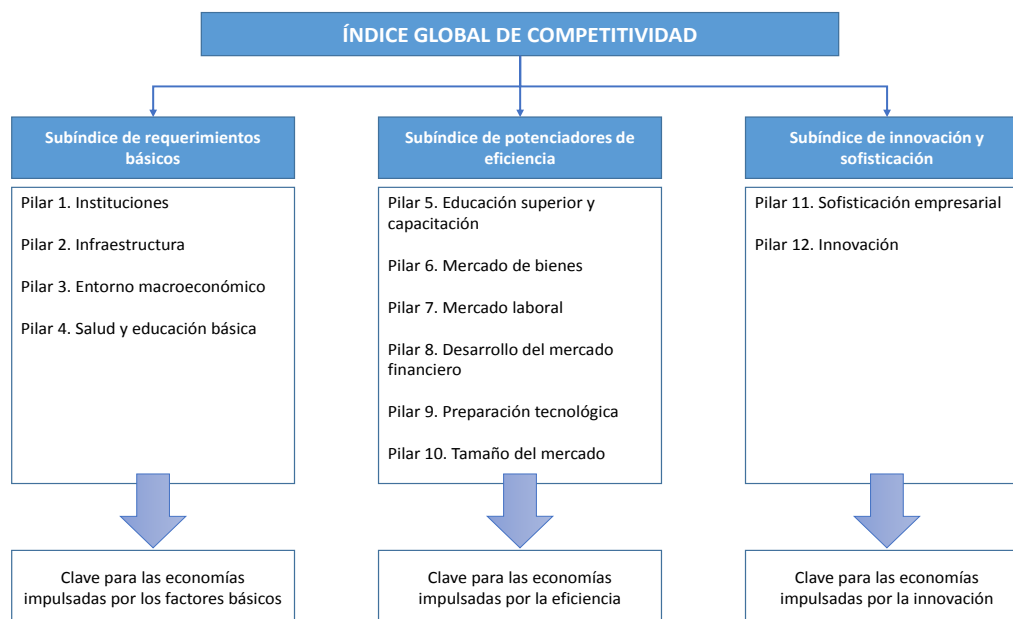 ÍNDICE GLOBAL DE COMPETITIVIDAD
Subíndice de requerimientos
básicos
Pilar 1. Instituciones
Pilar 2. Infraestructura
Pilar 3. Entorno macroeconómico
Pilar 4. Salud y educación básica
Clave para las economías
impulsadas por los factores básicos
Subíndice de potenciadores de
eficiencia
Pilar 5. Educación superior y
capacitación
Pilar 6. Mercado de bienes
Pilar 7. Mercado laboral
Pilar 8. Desarrollo del mercado
financiero
Pilar 9. Preparación tecnológica
Pilar 10. Tamaño del mercado
Clave para las economías
impulsadas por la eficiencia
Subíndice de innovación y
sofisticación
Pilar 11. Sofisticación empresarial
Pilar 12. Innovación
Clave para las economías
impulsadas por la innovación